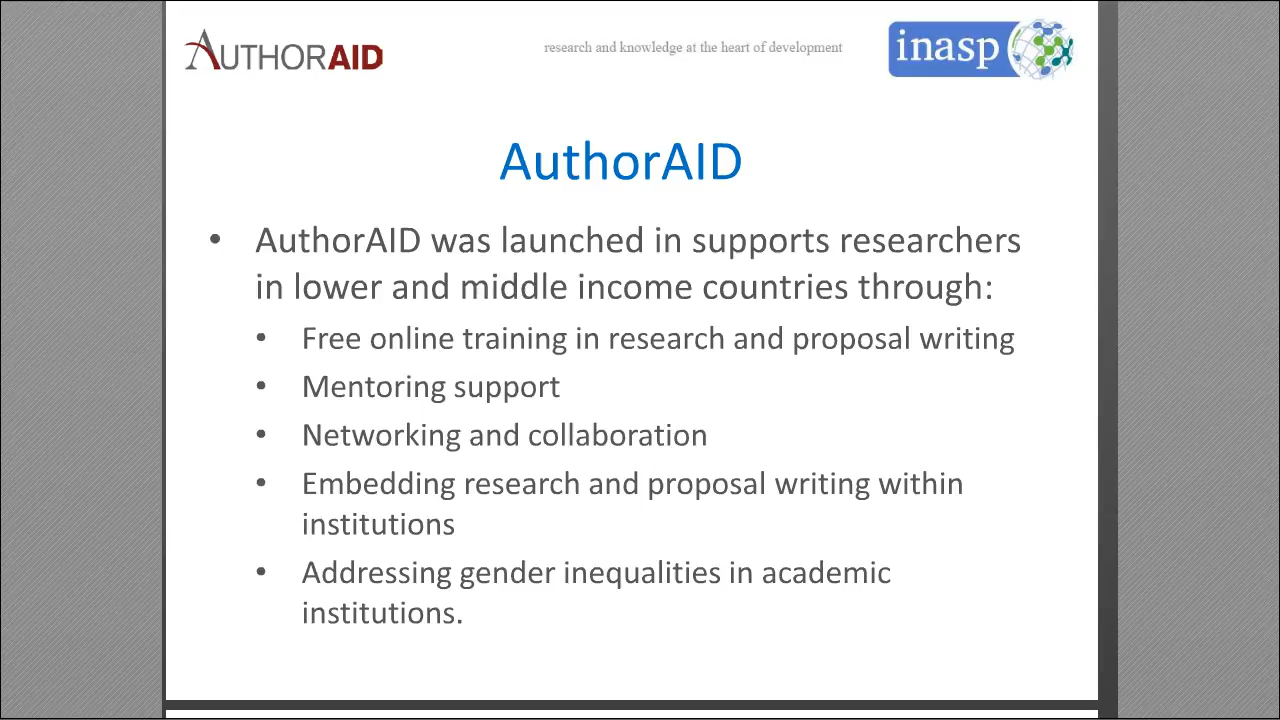 AUTHORAID
research and knowledge at the heart of development
inasp
AuthorAID
• AuthorAID was launched in supports researchers
in lower and middle income countries through:
• Free online training in research and proposal writing
• Mentoring support
• Networking and collaboration
• Embedding research and proposal writing within
institutions
• Addressing gender inequalities in academic
institutions.